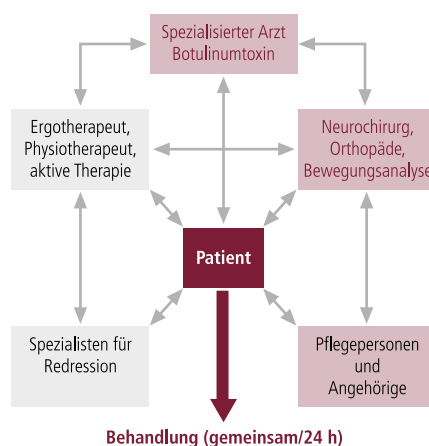 Spezialisierter Arzt
Botulinumtoxin
Ergotherapeut,
Physiotherapeut,
aktive Therapie
Neurochirurg,
Orthopäde,
Bewegungsanalyse
Patient
Spezialisten für
Redression
Pflegepersonen
und
Angehörige
Behandlung (gemeinsam/24 h)